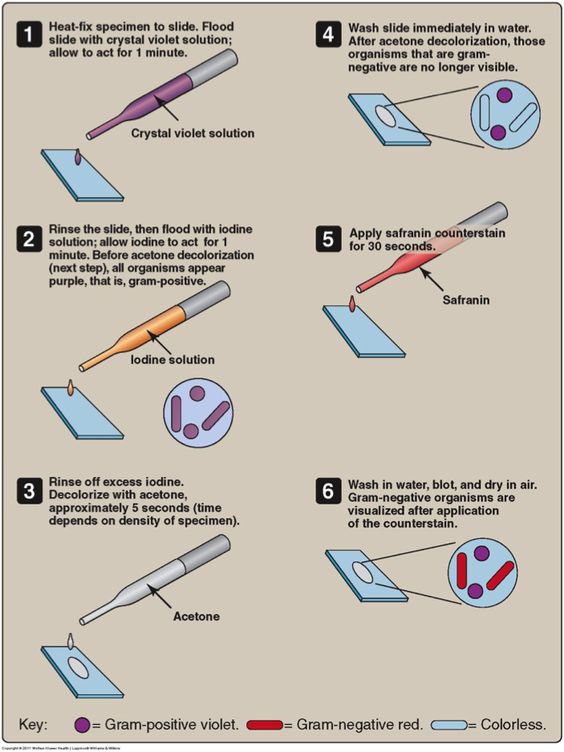 1
Heat-fix specimen to slide. Flood
slide with crystal violet solution;
allow to act for 1 minute.
Crystal violet solution
2
Rinse the slide, then flood with iodine
solution; allow iodine to act for 1
minute. Before acetone decolorization
(next step), all organisms appear
purple, that is, gram-positive.
Iodine solution
3
Rinse off excess iodine.
Decolorize with acetone,
approximately 5 seconds (time
depends on density of specimen).
Acetone
4
Wash slide immediately in water.
After acetone decolorization, those
organisms that are gram-
negative are no longer visible.
5
Apply safranin counterstain
for 30 seconds.
Safranin
6
Wash in water, blot, and dry in air.
Gram-negative organisms are
visualized after application
of the counterstain.
Key: = Gram-positive violet. = Gram-negative red. = Colorless.
Copyright © 2011 Wolters Kluwer Health | Lippincott Williams & Wilkins